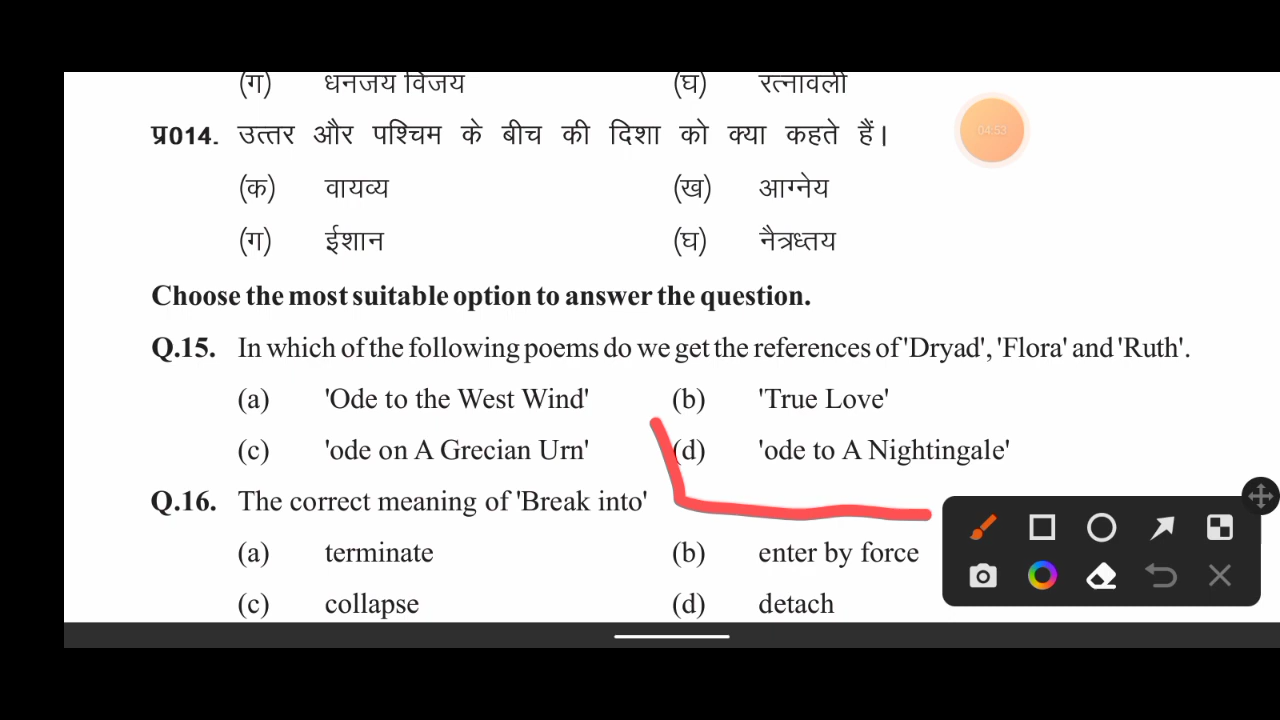 (ग) धनजय विजय (घ) रत्नावली
प्र014. उत्तर और पश्चिम के बीच की दिशा को क्या कहते हैं।
(क) वायव्य (ख) आग्नेय
(ग) ईशान (घ) नैत्रध्तय
Choose the most suitable option to answer the question.
Q.15. In which of the following poems do we get the references of 'Dryad', 'Flora' and 'Ruth'.
(a) 'Ode to the West Wind' (b) 'True Love'
(c) 'ode on A Grecian Urn' (d) 'ode to A Nightingale'
Q.16. The correct meaning of 'Break into'
(a) terminate (b) enter by force
(c) collapse (d) detach
04:53